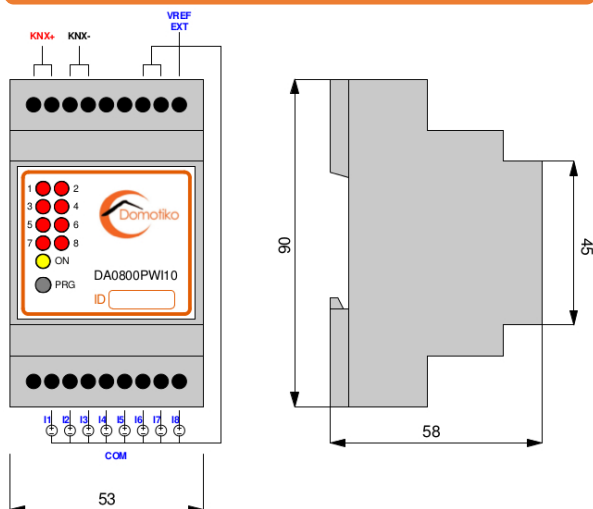 VREF
EXT
KNX+ KNX-
1 2
3 4
5 6
7 8
ON
PRG
Domotiko
DA0800PWI10
ID
I1 I2 I3 I4 I5 I6 I7 I8
COM
53
90
45
58